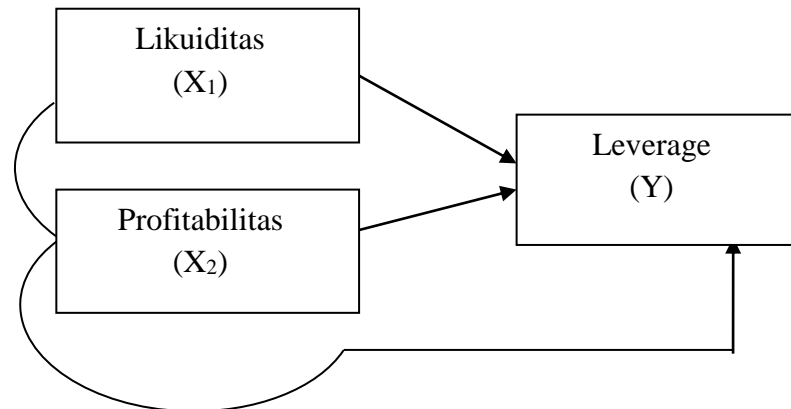 Likuiditas
(X₁)
Leverage
(Y)
Profitabilitas
(X₂)